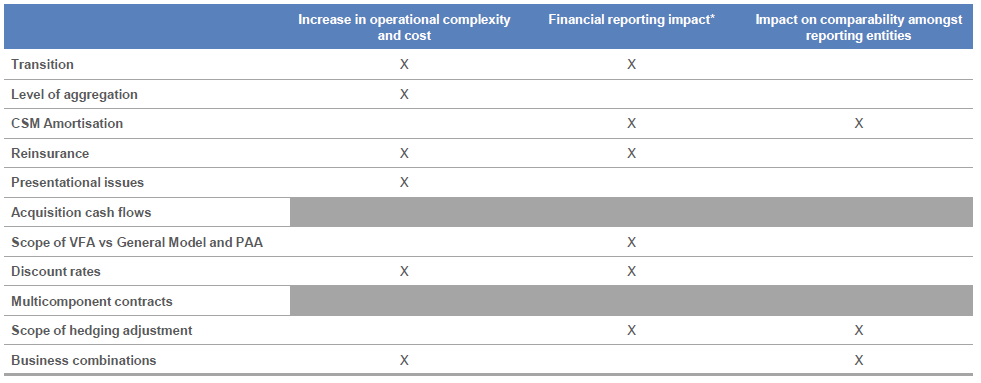 Increase in operational complexity and cost Financial reporting impact* Impact on comparability amongst reporting entities
Transition X X
Level of aggregation X
CSM Amortisation X X
Reinsurance X X
Presentational issues X
Acquisition cash flows
Scope of VFA vs General Model and PAA X
Discount rates X X
Multicomponent contracts
Scope of hedging adjustment X X
Business combinations X X